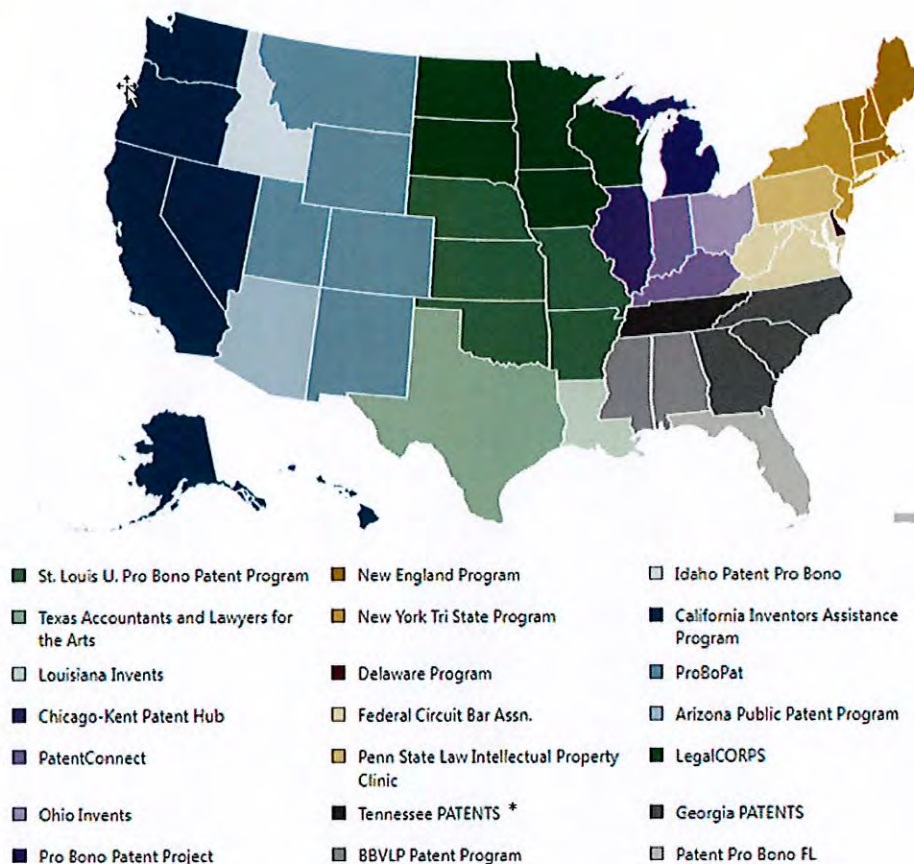 St. Louis U. Pro Bono Patent Program
New England Program
Idaho Patent Pro Bono
Texas Accountants and Lawyers for
the Arts
New York Tri State Program
California Inventors Assistance
Program
Louisiana Invents
Delaware Program
ProBoPat
Chicago-Kent Patent Hub
Federal Circuit Bar Assn.
Arizona Public Patent Program
PatentConnect
Penn State Law Intellectual Property
Clinic
LegalCORPS
Ohio Invents
Tennessee PATENTS *
Georgia PATENTS
Pro Bono Patent Project
BBVLP Patent Program
Patent Pro Bono FL